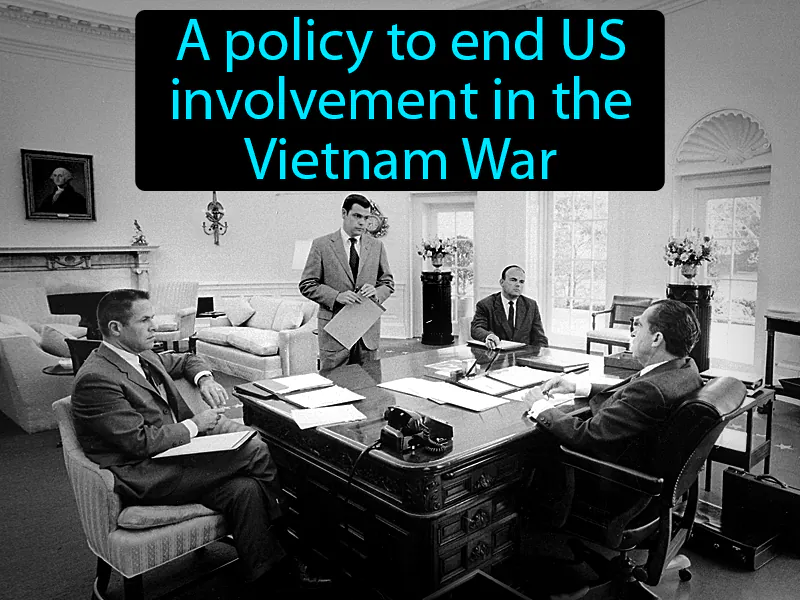 A policy to end US
involvement in the
Vietnam War